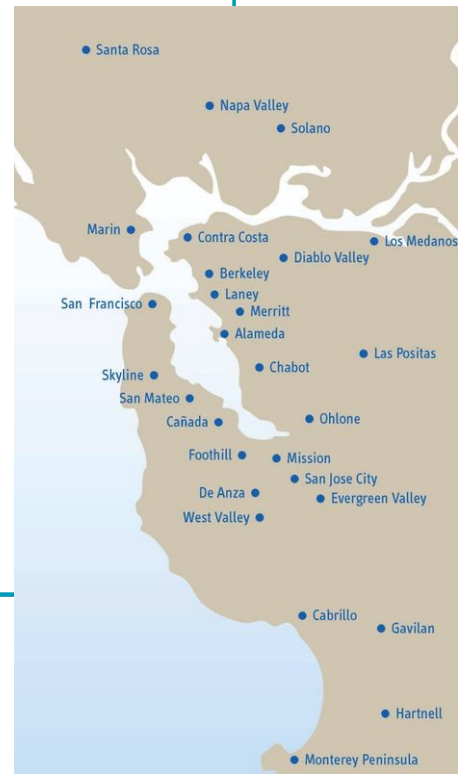 Santa Rosa
Napa Valley
Solano
Marin
Contra Costa
Los Medanos
Diablo Valley
Berkeley
Laney
San Francisco
Merritt
Alameda
Las Positas
Chabot
Skyline
San Mateo
Ohlone
Cañada
Foothill
Mission
San Jose City
De Anza
Evergreen Valley
West Valley
Cabrillo
Gavilan
Hartnell
Monterey Peninsula